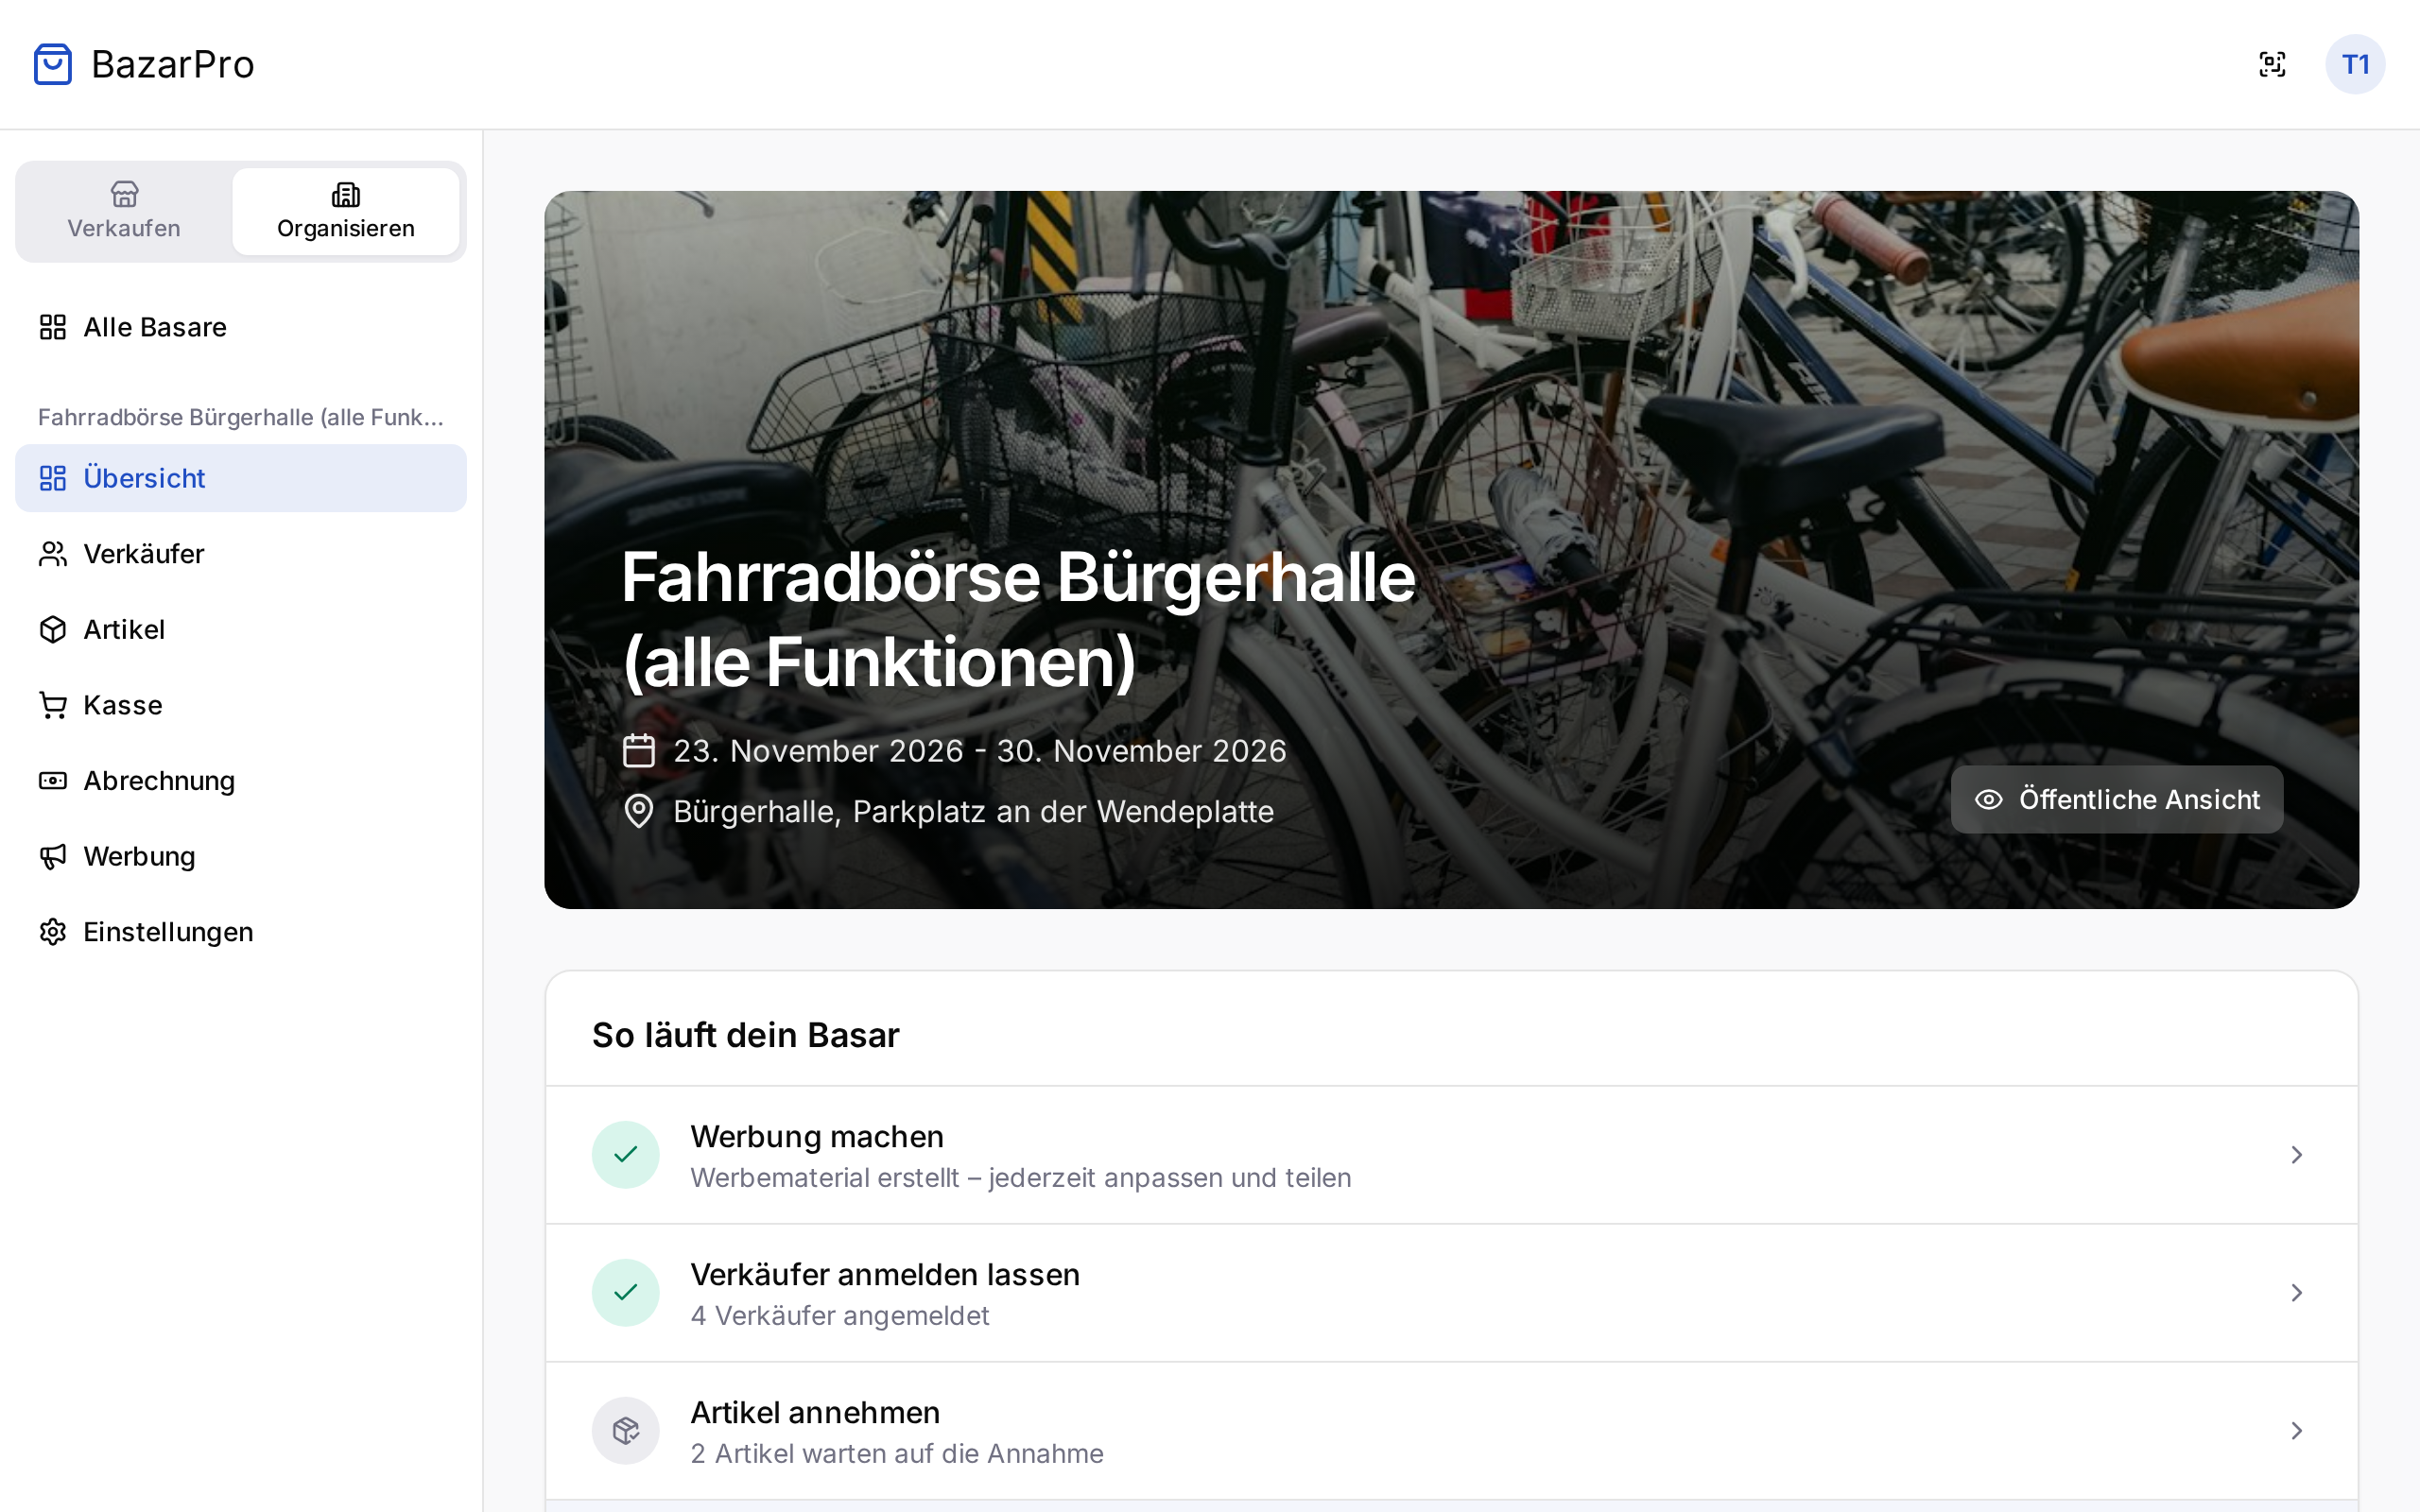 BazarPro
T1
Verkaufen
Organisieren
Alle Basare
Fahrradbörse Bürgerhalle (alle Funk...
Übersicht
Verkäufer
Artikel
Kasse
Abrechnung
Werbung
Einstellungen
Fahrradbörse Bürgerhalle
(alle Funktionen)
23. November 2026 - 30. November 2026
Bürgerhalle, Parkplatz an der Wendeplatte
Öffentliche Ansicht
So läuft dein Basar
Werbung machen
Werbematerial erstellt – jederzeit anpassen und teilen
Verkäufer anmelden lassen
4 Verkäufer angemeldet
Artikel annehmen
2 Artikel warten auf die Annahme